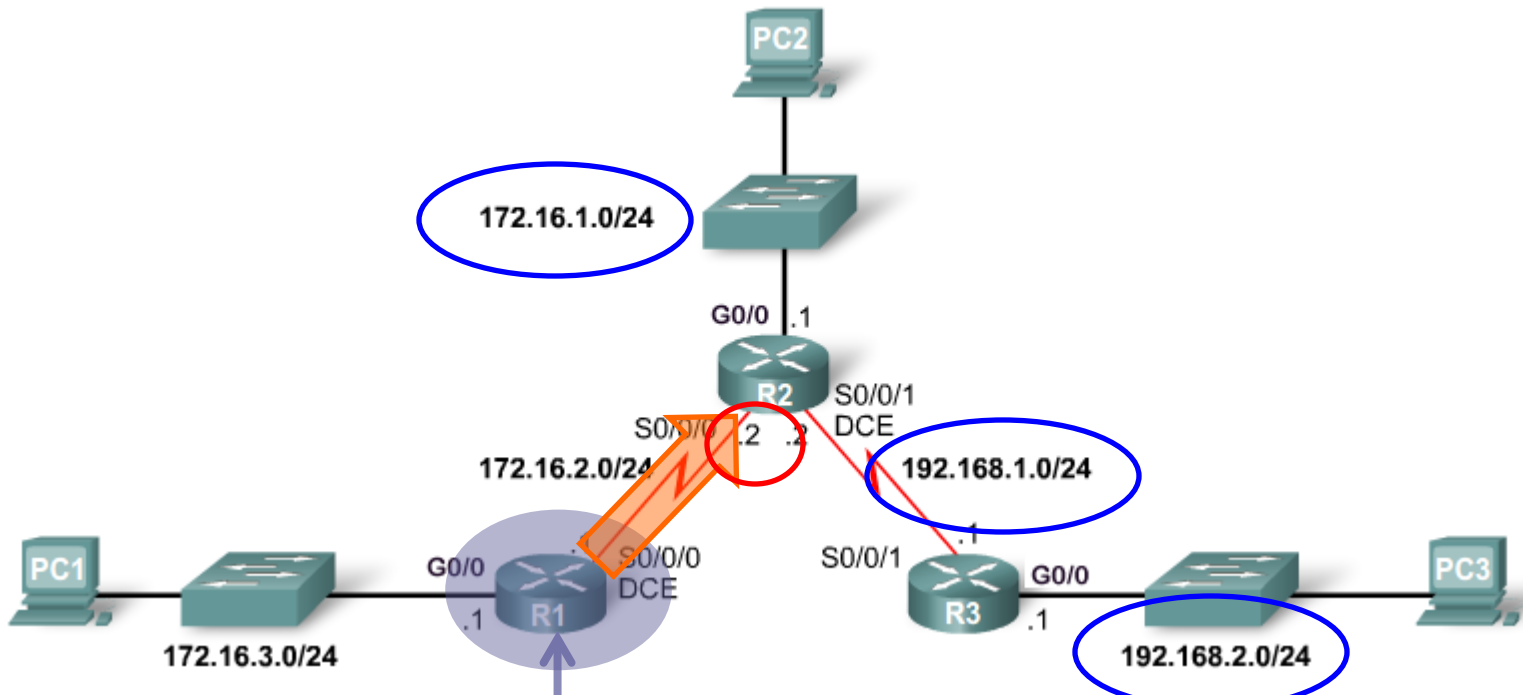 PC2
172.16.1.0/24
G0/0
.1
R2
S0/0/1
DCE
S0/0/0
.2
.2
172.16.2.0/24
192.168.1.0/24
.1
S0/0/0
DCE
S0/0/1
.1
PC1
G0/0
R1
.1
172.16.3.0/24
R3
G0/0
.1
PC3
192.168.2.0/24